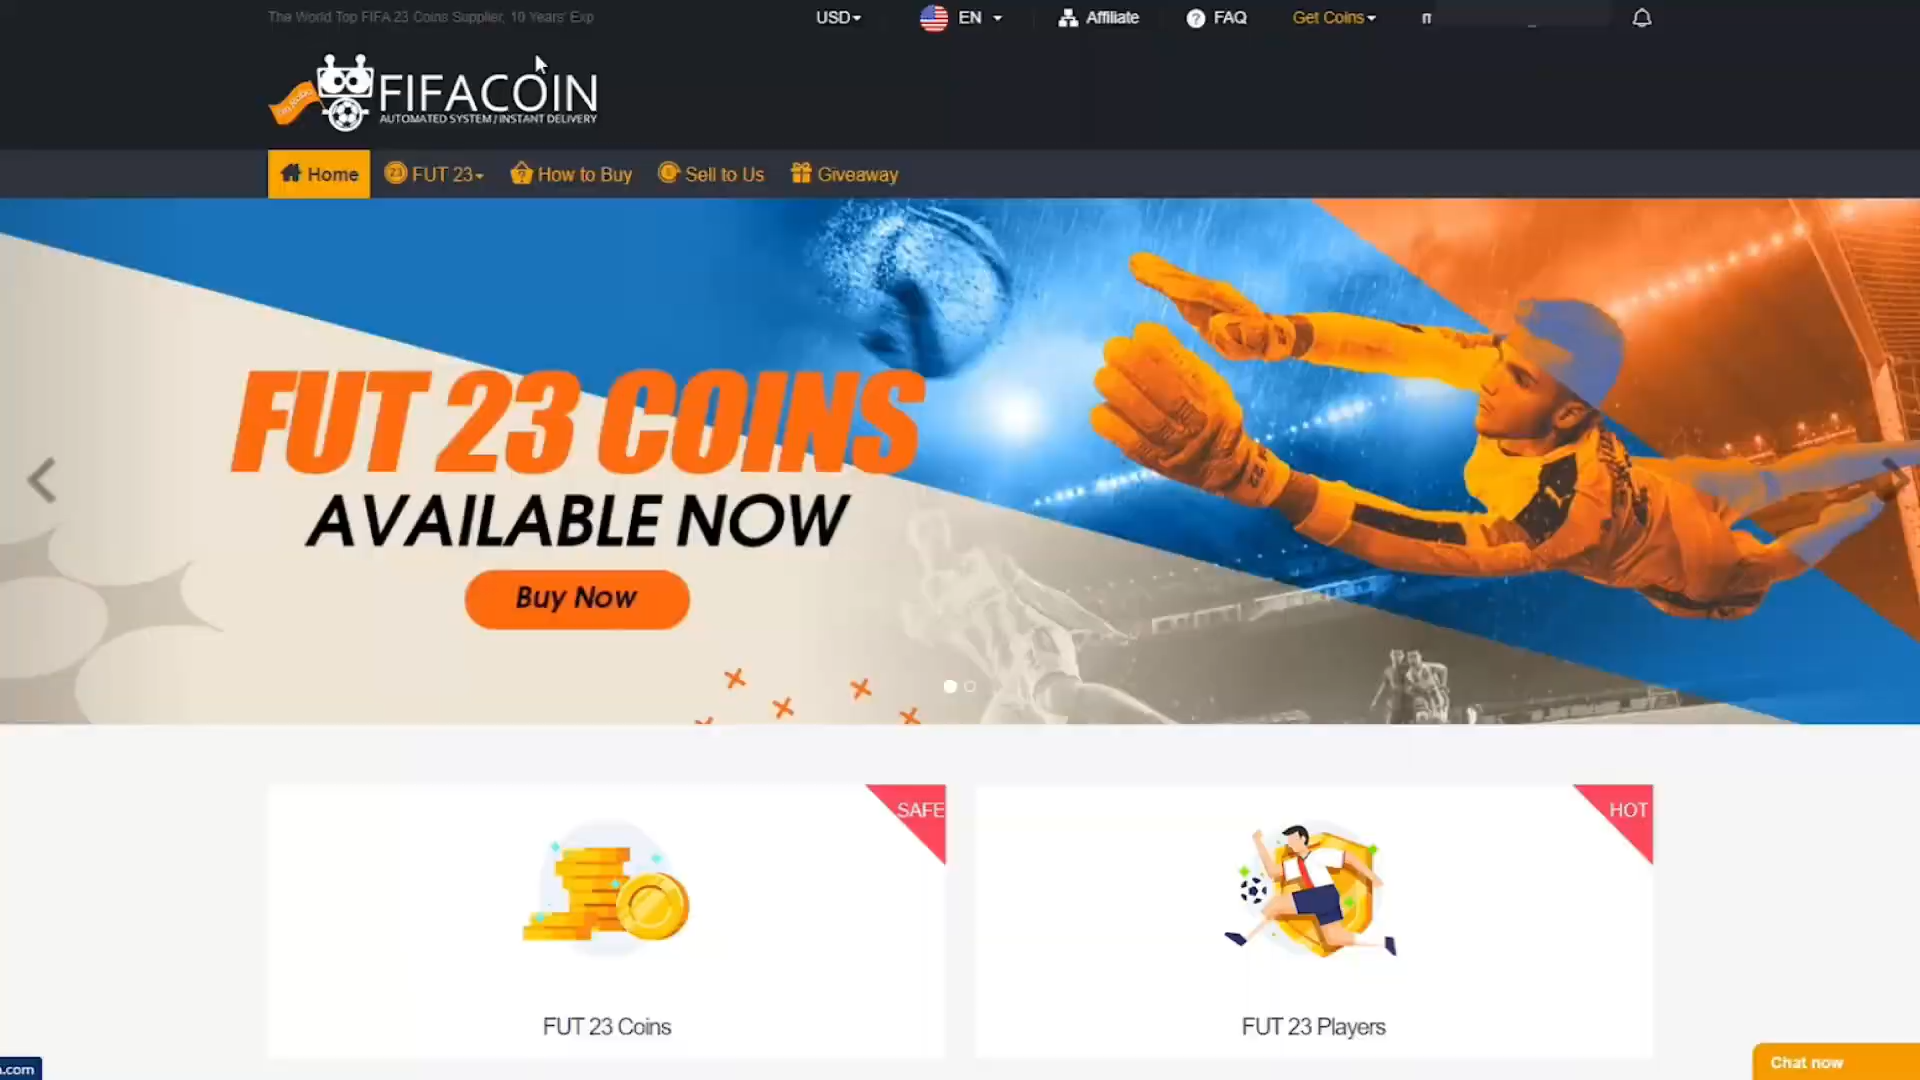 The World Top FIFA 23 Coins Supplier, 10 Years' Exp
USD
EN
Affiliate
? FAQ
Get Coins
FIFACOIN
AUTOMATED SYSTEM / INSTANT DELIVERY
Home
23 FUT 23
? How to Buy
Sell to Us
Giveaway
FUT 23 COINS
AVAILABLE NOW
Buy Now
SAFE
HOT
FUT 23 Coins
FUT 23 Players
.com
Chat now